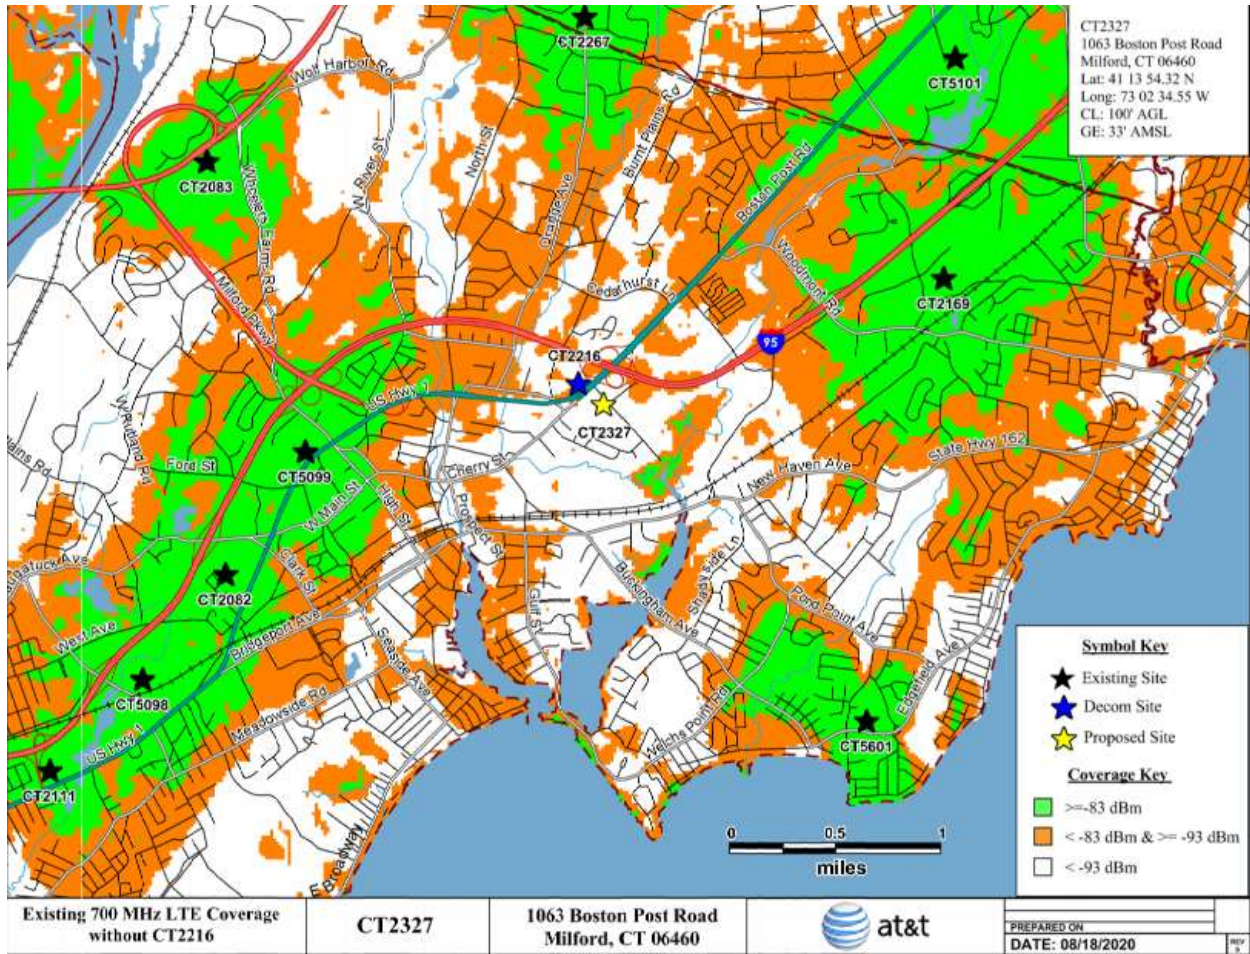 CT2327
1063 Boston Post Road
Milford, CT 06460
Lat: 41 13 54.32 N
Long: 73 02 34.55 W
CL: 100' AGL
GE: 33' AMSL
CT2267
CT5101
Wolf Harbor Rd
Burnt Plains Rd
North St
N River St
CT2083
Wheelers Farms Rd
Orange Ave
Boston Post Rd
Woodmont Rd
Milford Pkwy
Cedarhurst Ln
CT2169
95
CT2216
US Hwy 1
CT2327
W Rutland Rd
Ford St
CT5099
Cherry St
State Hwy 162
New Haven Ave
W Main St
High St
Prospect St
Clark St
CT2082
Shadyside Ln
Buckingham Ave
Pond Point Ave
West Ave
Bridgeport Ave
Gulf S
Seaside Ave
Edgefield Ave
CT5098
Meadowside Rd
Welchs Point Rd
US Hwy 1
CT5601
CT2111
E Broadway
0 0.5 1
miles
Symbol Key
Existing Site
Decom Site
Proposed Site
Coverage Key
>=-83 dBm
< -83 dBm & >= -93 dBm
< -93 dBm
Existing 700 MHz LTE Coverage
without CT2216
CT2327
1063 Boston Post Road
Milford, CT 06460
at&t
PREPARED ON
DATE: 08/18/2020
REV